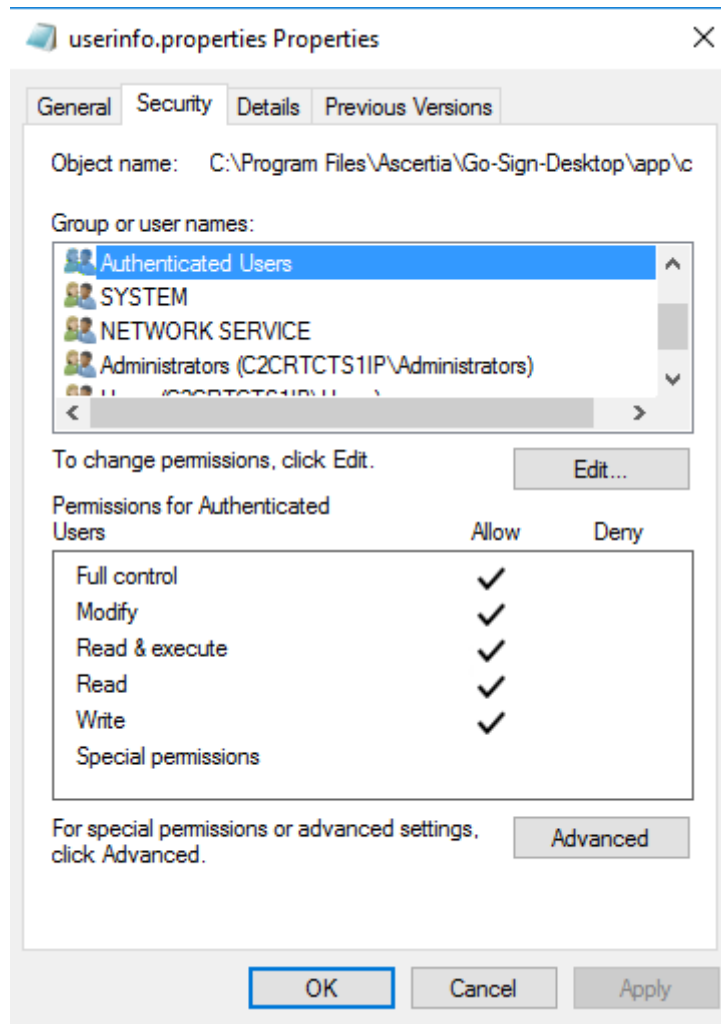 userinfo.properties Properties
General Security Details Previous Versions
Object name: C:\Program Files\Ascertia\Go-Sign-Desktop\app\c
Group or user names:
Authenticated Users
SYSTEM
NETWORK SERVICE
Administrators (C2CRTCTS1IP\Administrators)
To change permissions, click Edit.
Edit...
Permissions for Authenticated
Users Allow Deny
Full control
Modify
Read & execute
Read
Write
Special permissions
For special permissions or advanced settings,
click Advanced.
Advanced
OK Cancel Apply